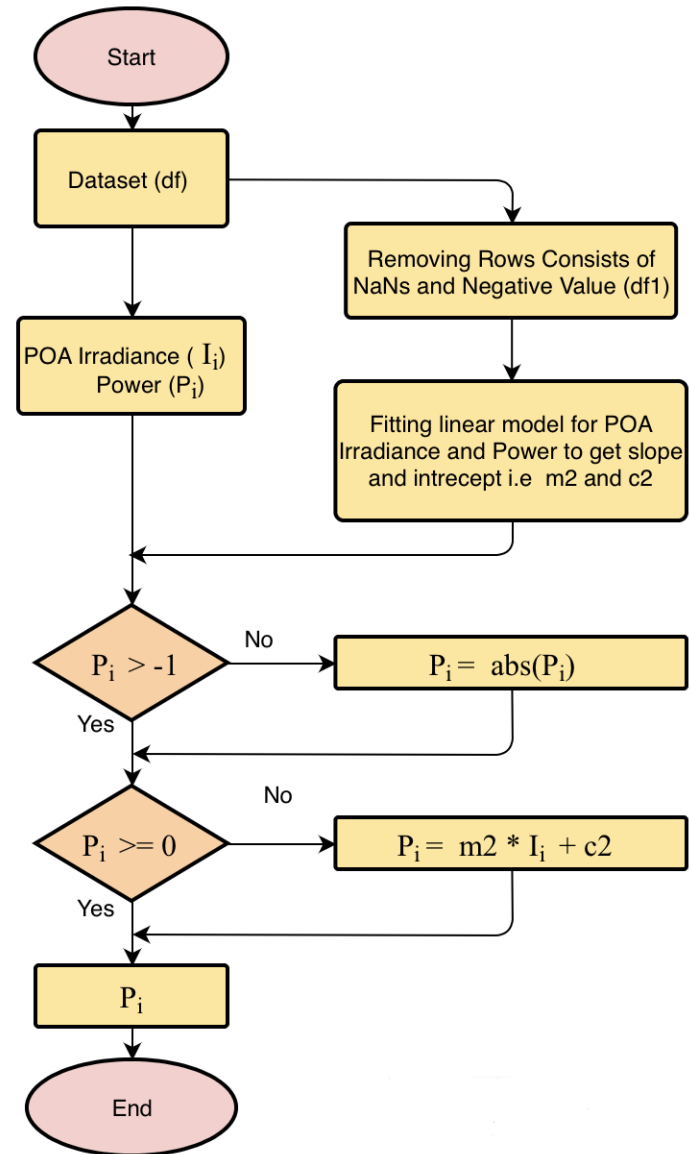 Start
Dataset (df)
Removing Rows Consists of
NaNs and Negative Value (df1)
POA Irradiance ( Iᵢ)
Power (Pᵢ)
Fitting linear model for POA
Irradiance and Power to get slope
and intrecept i.e m2 and c2
Pᵢ > -1
No
Pᵢ = abs(Pᵢ)
Yes
Pᵢ >= 0
No
Pᵢ = m2 * Iᵢ + c2
Yes
Pᵢ
End